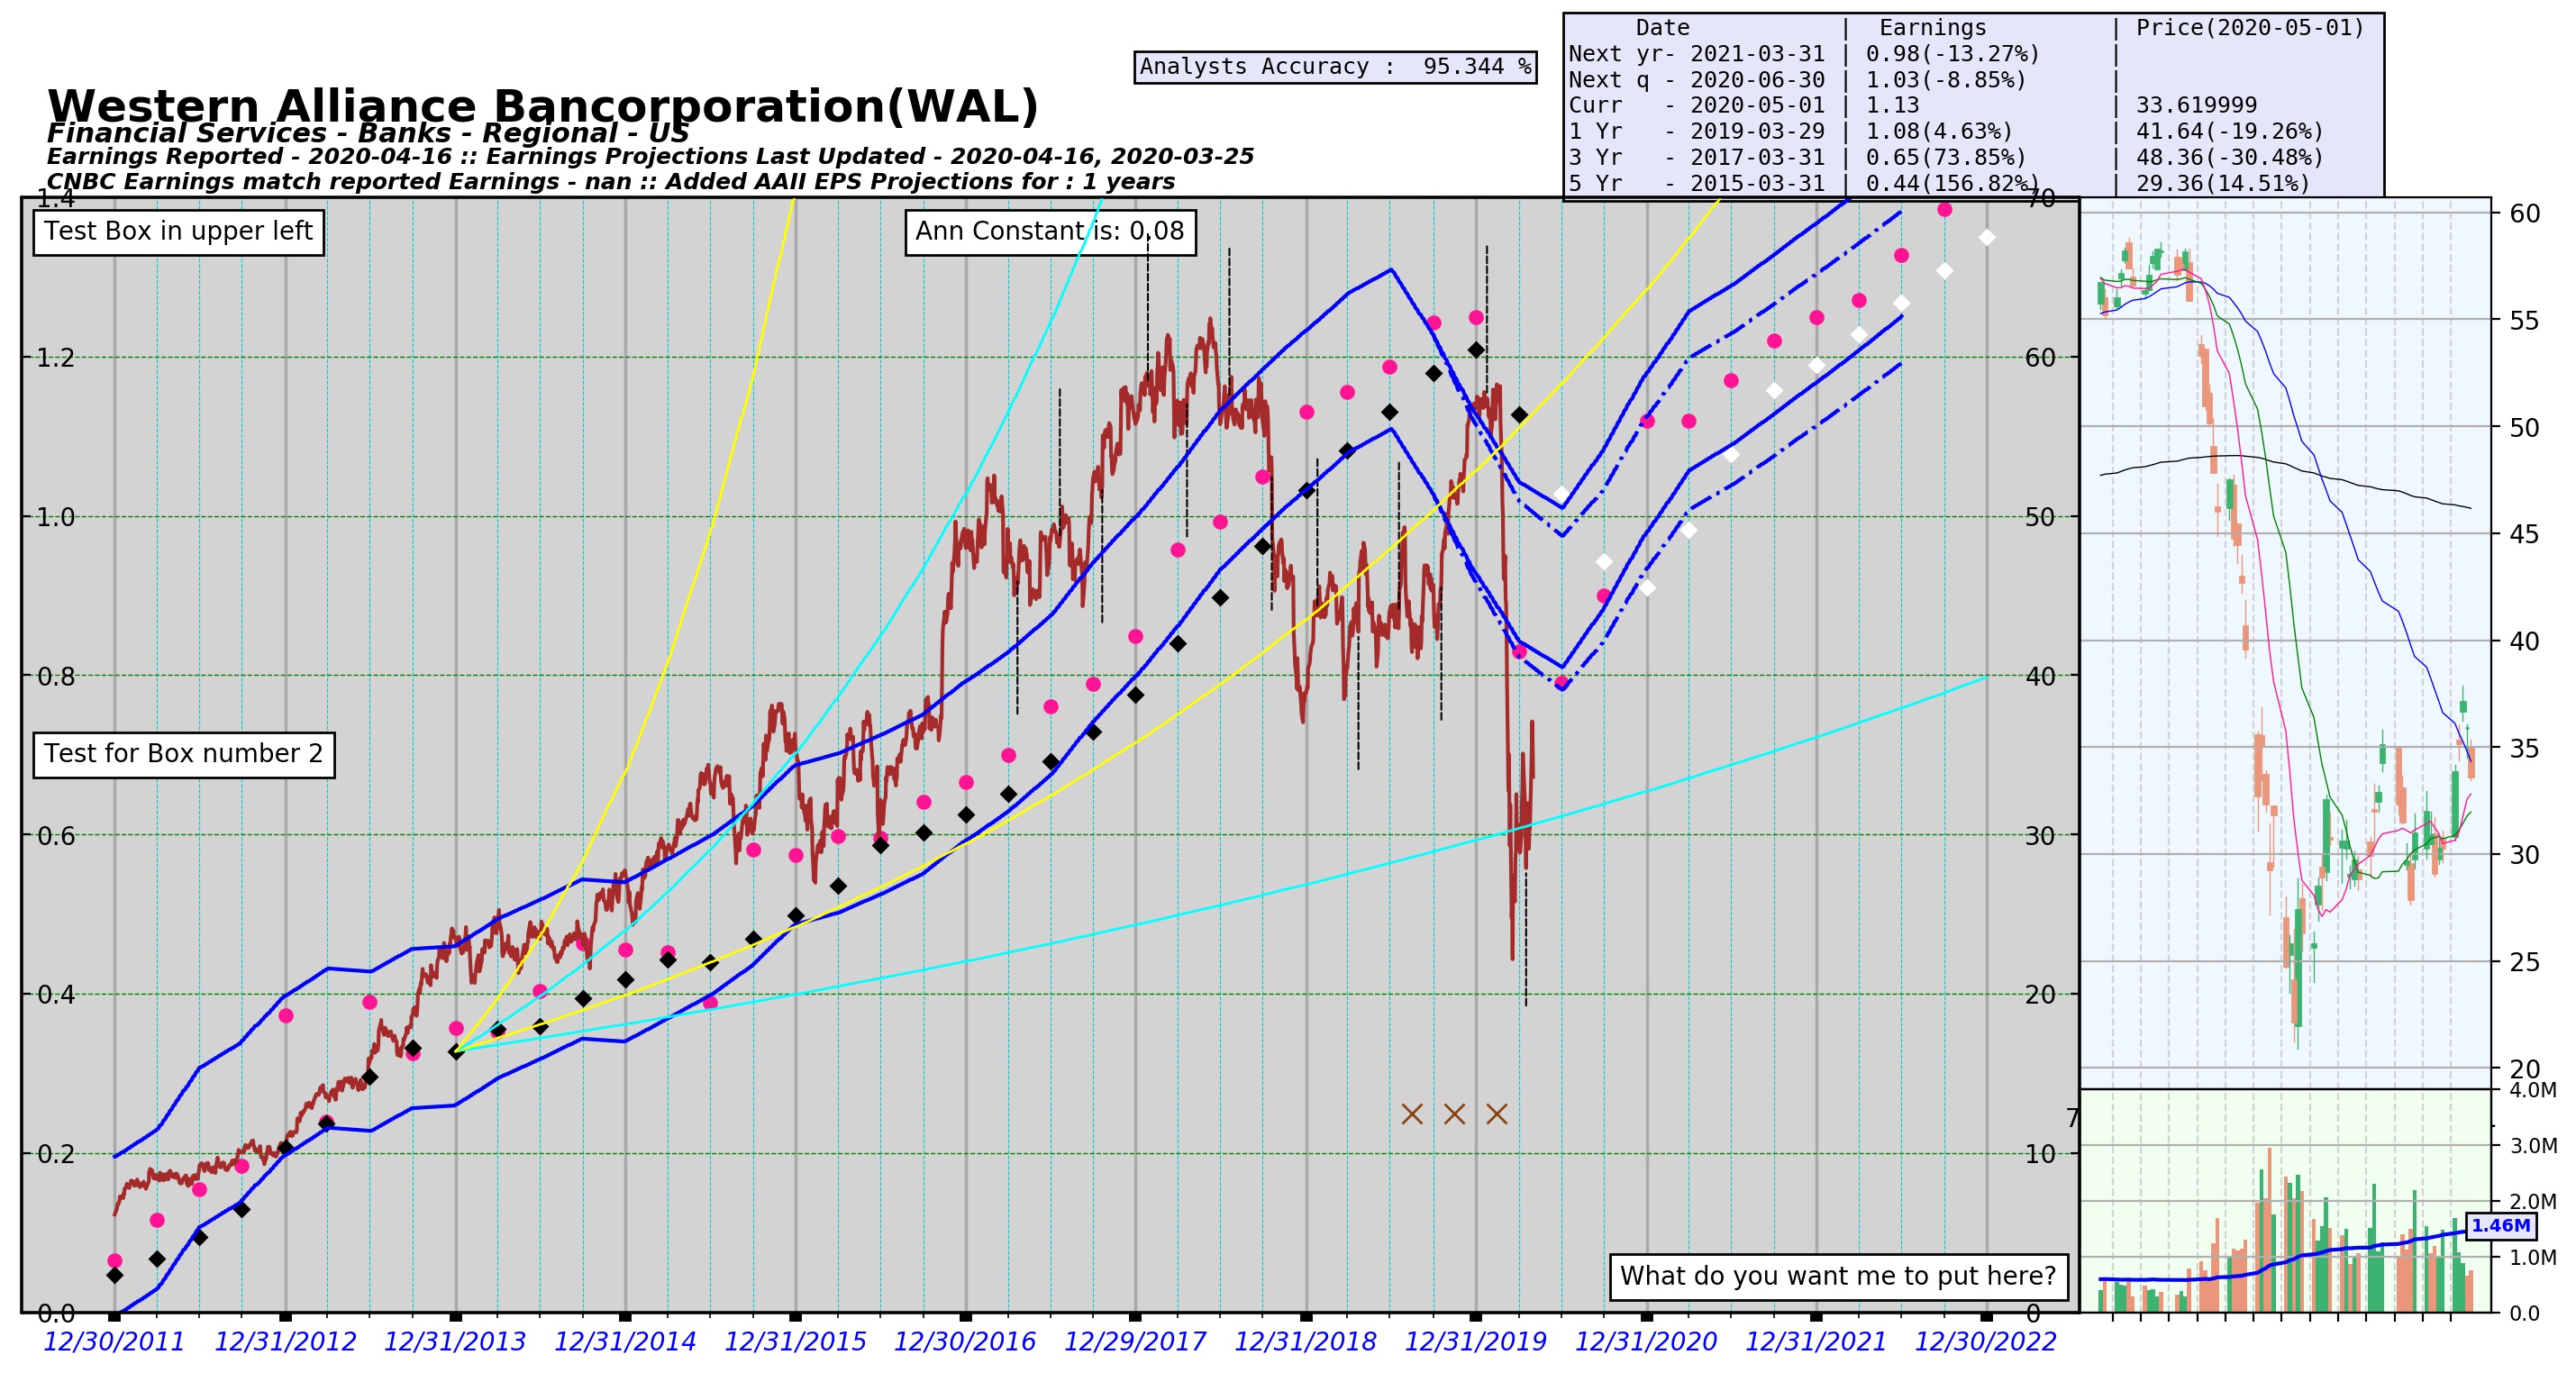 Date | Earnings | Price(2020-05-01)
Next yr- 2021-03-31 | 0.98(-13.27%) |
Next q - 2020-06-30 | 1.03(-8.85%) |
Curr - 2020-05-01 | 1.13 | 33.619999
1 Yr - 2019-03-29 | 1.08(4.63%) | 41.64(-19.26%)
3 Yr - 2017-03-31 | 0.65(73.85%) | 48.36(-30.48%)
5 Yr - 2015-03-31 | 0.44(156.82%) | 29.36(14.51%)
Analysts Accuracy : 95.344 %
Western Alliance Bancorporation(WAL)
Financial Services - Banks - Regional - US
Earnings Reported - 2020-04-16 :: Earnings Projections Last Updated - 2020-04-16, 2020-03-25
CNBC Earnings match reported Earnings - nan :: Added AAII EPS Projections for : 1 years
Test Box in upper left
Ann Constant is: 0.08
Test for Box number 2
What do you want me to put here?
1.4
1.2
1.0
0.8
0.6
0.4
0.2
0.0
70
60
50
40
30
20
10
0
7
60
55
50
45
40
35
30
25
20
4.0M
3.0M
2.0M
1.46M
1.0M
0.0
12/30/2011 12/31/2012 12/31/2013 12/31/2014 12/31/2015 12/30/2016 12/29/2017 12/31/2018 12/31/2019 12/31/2020 12/31/2021 12/30/2022